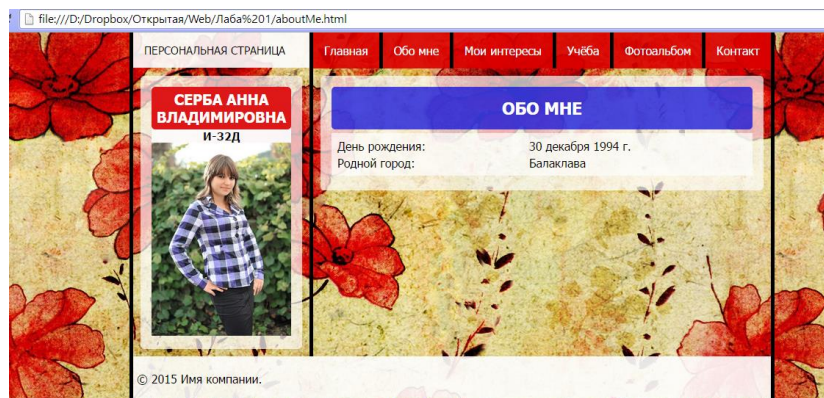 file:///D:/Dropbox/Открытая/Web/Лаба%201/aboutMe.html
ПЕРСОНАЛЬНАЯ СТРАНИЦА Главная Обо мне Мои интересы Учёба Фотоальбом Контакт
СЕРБА АННА
ВЛАДИМИРОВНА
И-32Д
ОБО МНЕ
День рождения: 30 декабря 1994 г.
Родной город: Балаклава
© 2015 Имя компании.